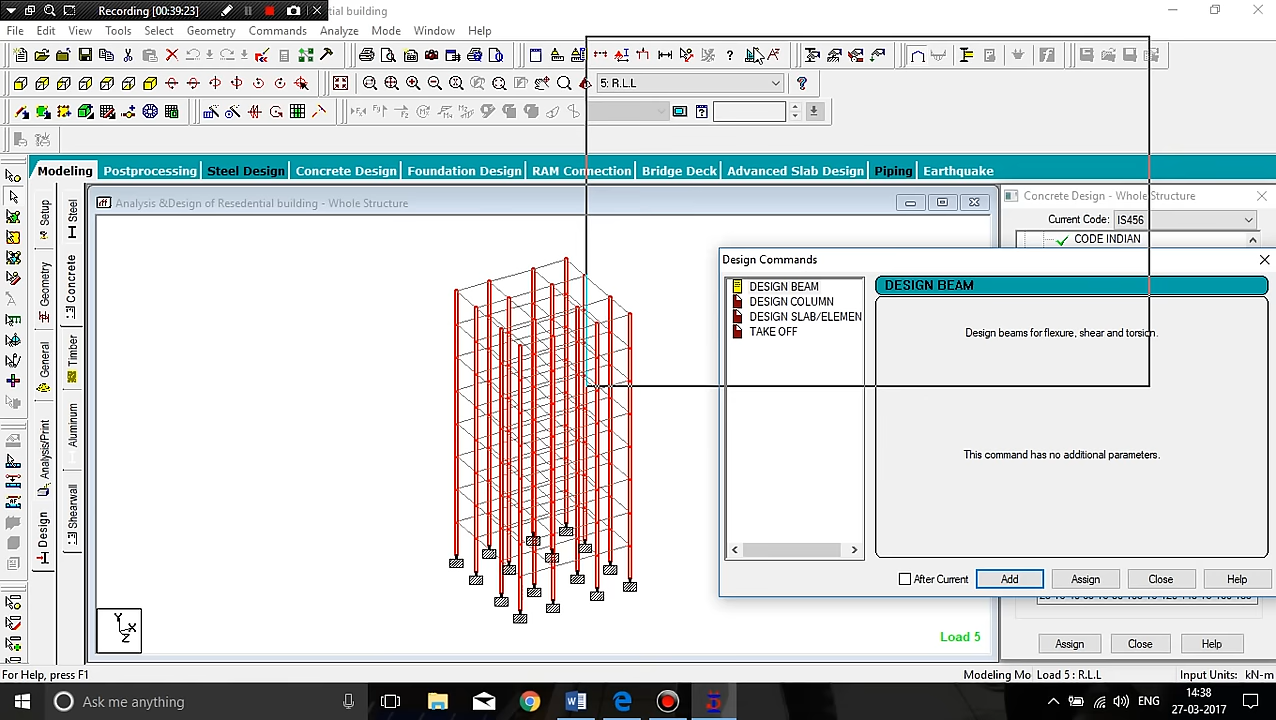 Recording [00:39:23]
ential building
File Edit View Tools Select Geometry Commands Analyze Mode Window Help
5: R.L.L
Modeling Postprocessing Steel Design Concrete Design Foundation Design RAM Connection Bridge Deck Advanced Slab Design Piping Earthquake
Setup
Geometry
General
Analysis/Print
Design
Steel
Concrete
Timber
Aluminum
Shearwall
Analysis &Design of Resedential building - Whole Structure
Concrete Design - Whole Structure
Current Code: IS456
CODE INDIAN
Design Commands
DESIGN BEAM
DESIGN COLUMN
DESIGN SLAB/ELEMEN
TAKE OFF
DESIGN BEAM
Design beams for flexure, shear and torsion.
This command has no additional parameters.
After Current Add Assign Close Help
Assign Close Help
Y
X
Z
Load 5
For Help, press F1
Modeling Mo Load 5 : R.L.L Input Units: kN-m
Ask me anything
ENG
14:38
27-03-2017